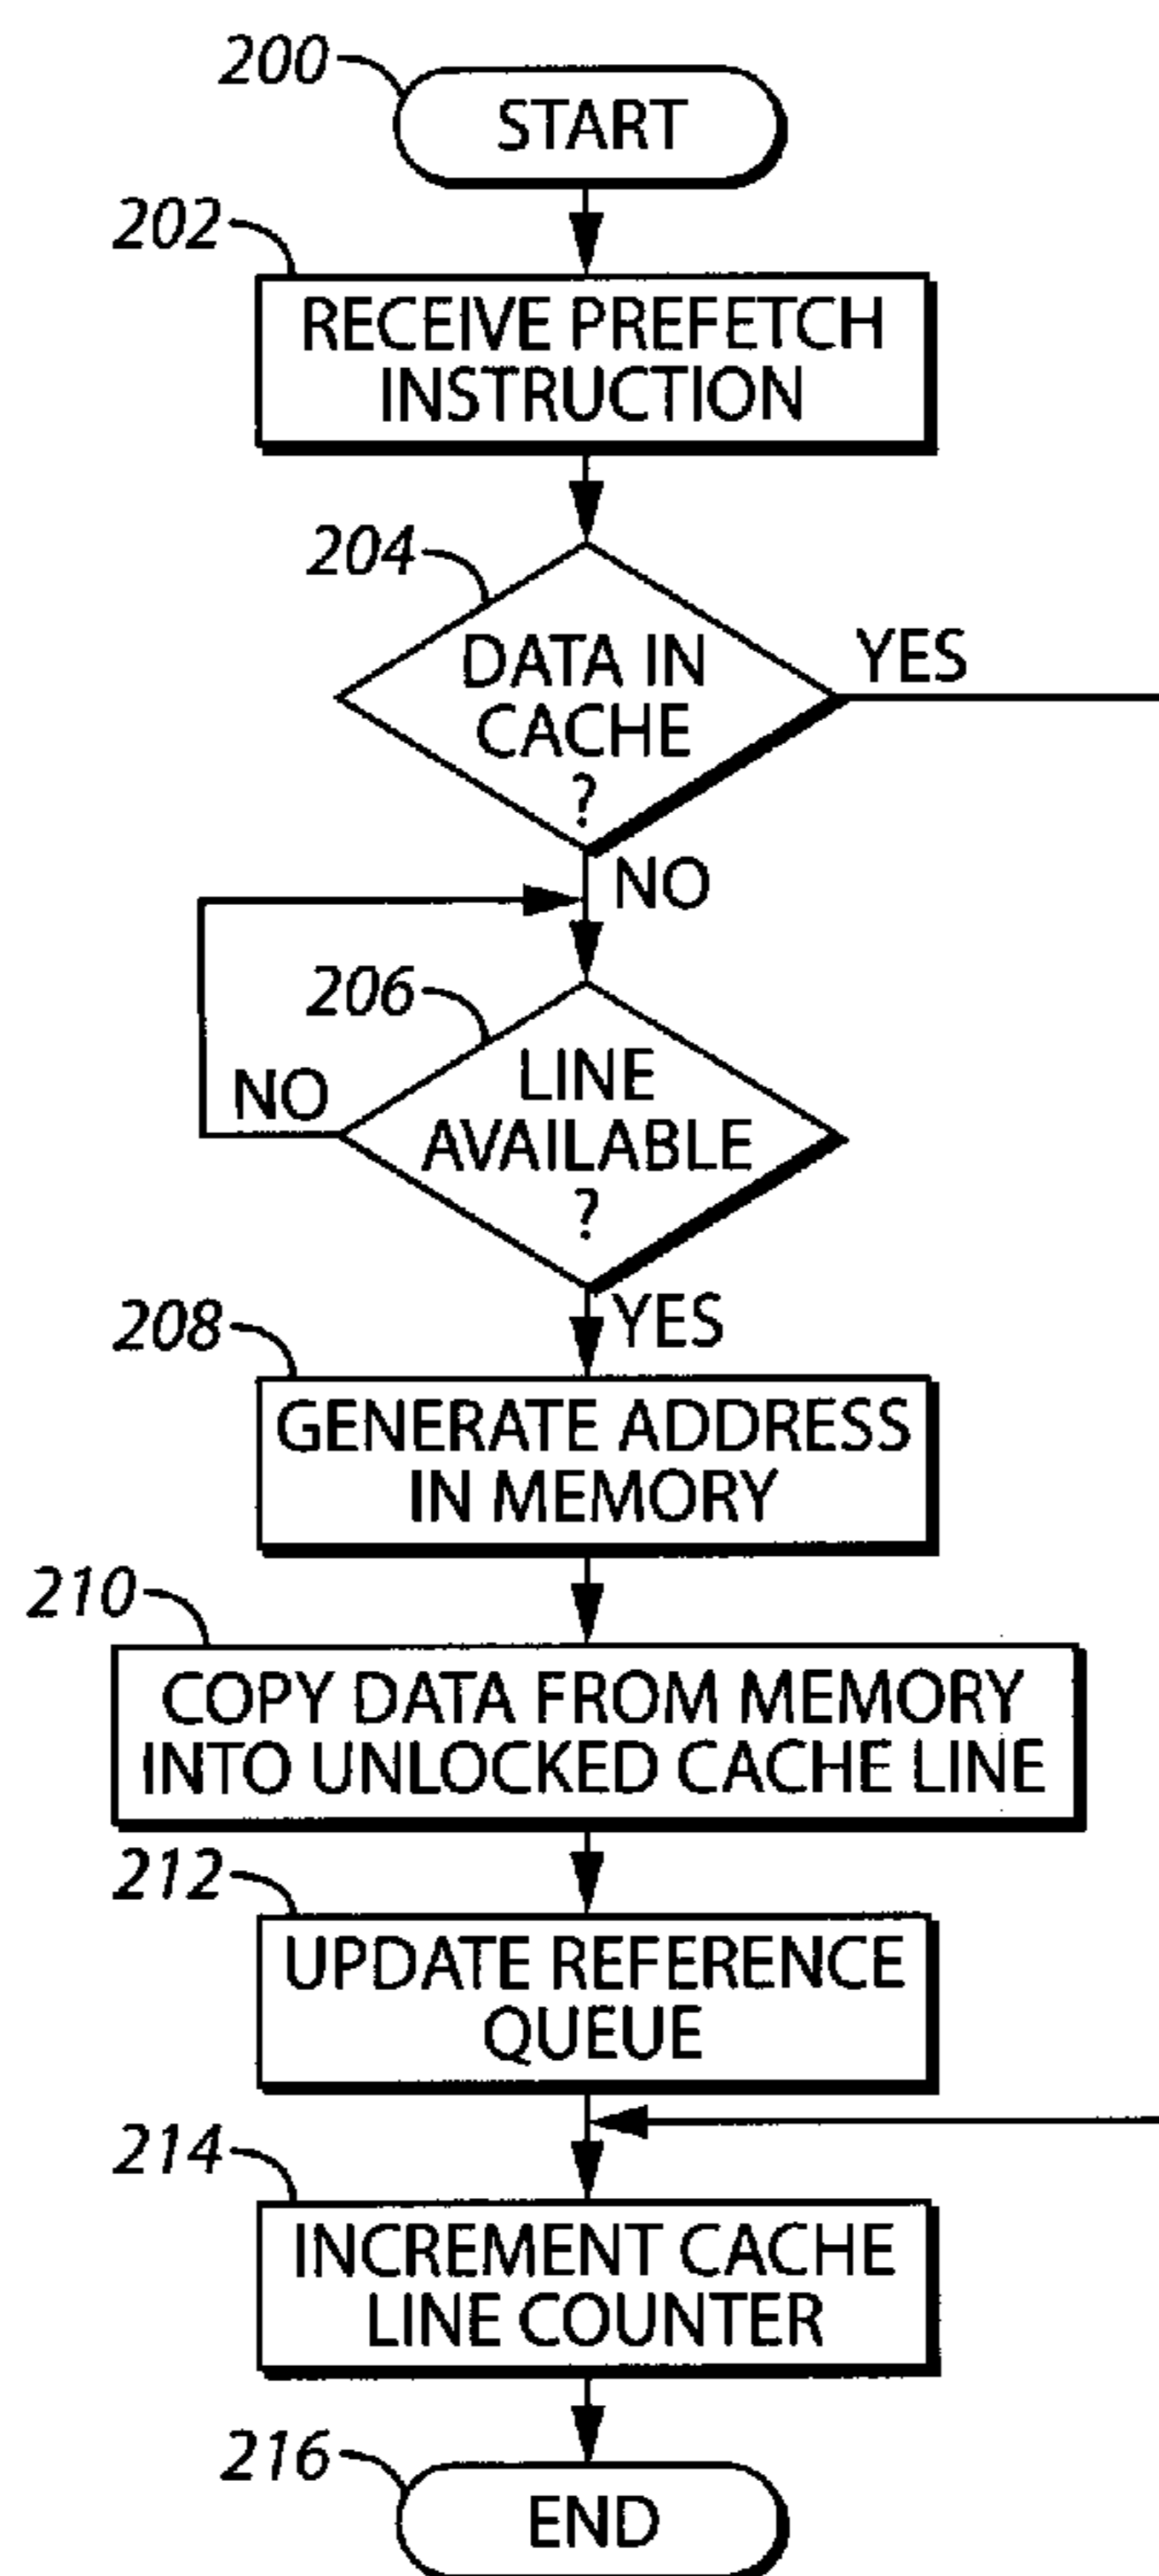 200
START
202
RECEIVE PREFETCH
INSTRUCTION
204
DATA IN
CACHE
?
YES
NO
206
LINE
AVAILABLE
?
NO
YES
208
GENERATE ADDRESS
IN MEMORY
210
COPY DATA FROM MEMORY
INTO UNLOCKED CACHE LINE
212
UPDATE REFERENCE
QUEUE
214
INCREMENT CACHE
LINE COUNTER
216
END